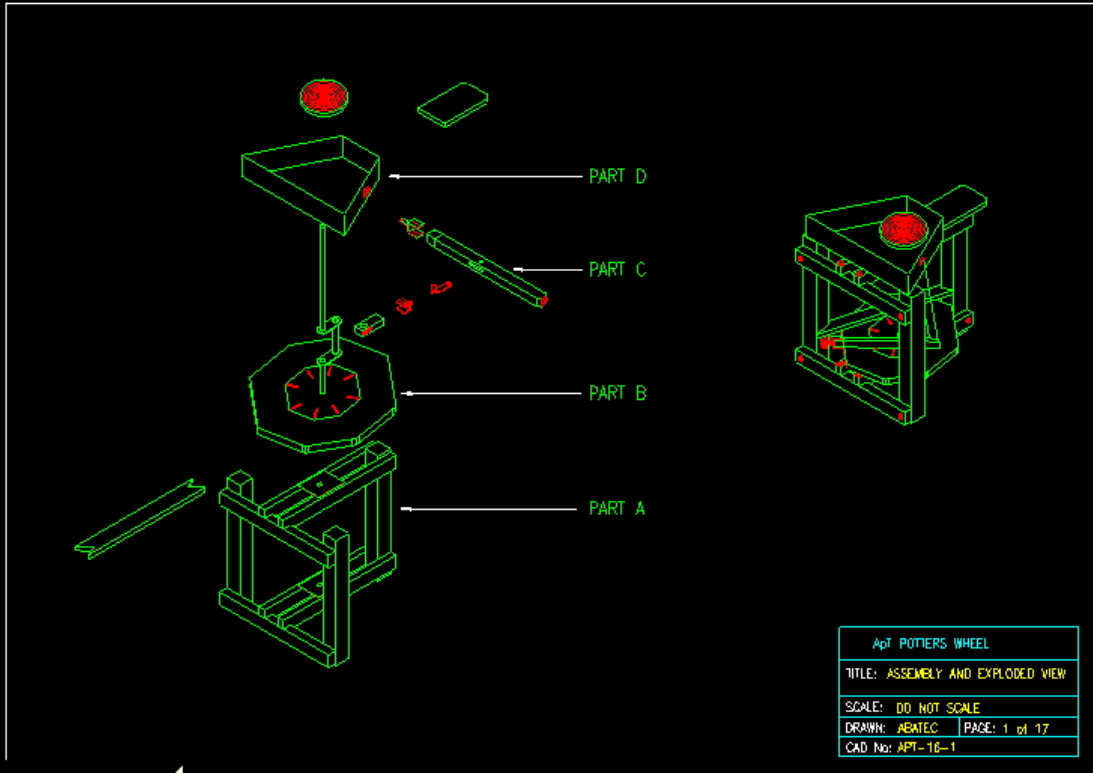 PART D
PART C
PART B
PART A
ApT POTTERS WHEEL
TITLE: ASSEMBLY AND EXPLODED VIEW
SCALE: DO NOT SCALE
DRAWN: ABATEC PAGE: 1 of 17
CAD No: APT-16-1